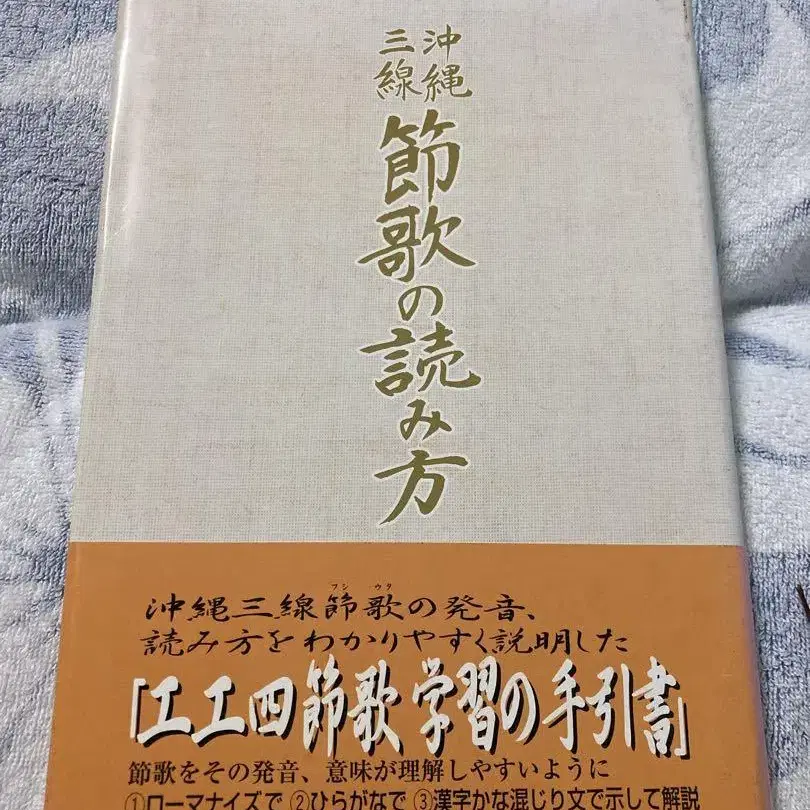 沖縄
三線
節歌の読み方
沖縄三線節歌の発音、
フシ ウタ
読み方をわかりやすく説明した
「工工四節歌学習の手引書」
節歌をその発音、意味が理解しやすいように
①ローマナイズで ②ひらがなで ③漢字かな混じり文で示して解説